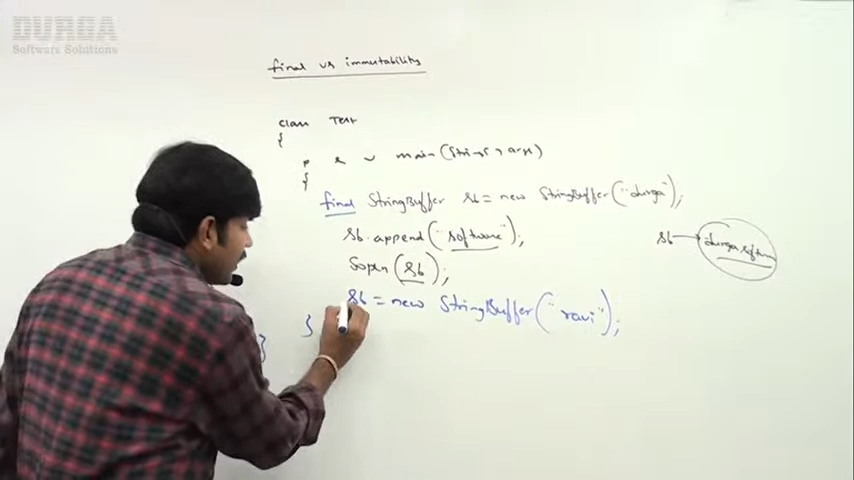 DURGA
Software Solutions
final vs immutability
class Test
{
p s v main(String[] args)
{
final StringBuffer sb = new StringBuffer("durga");
sb.append("software");
sb → durga software
Sopln(sb);
sb = new StringBuffer("ravi");
}
}